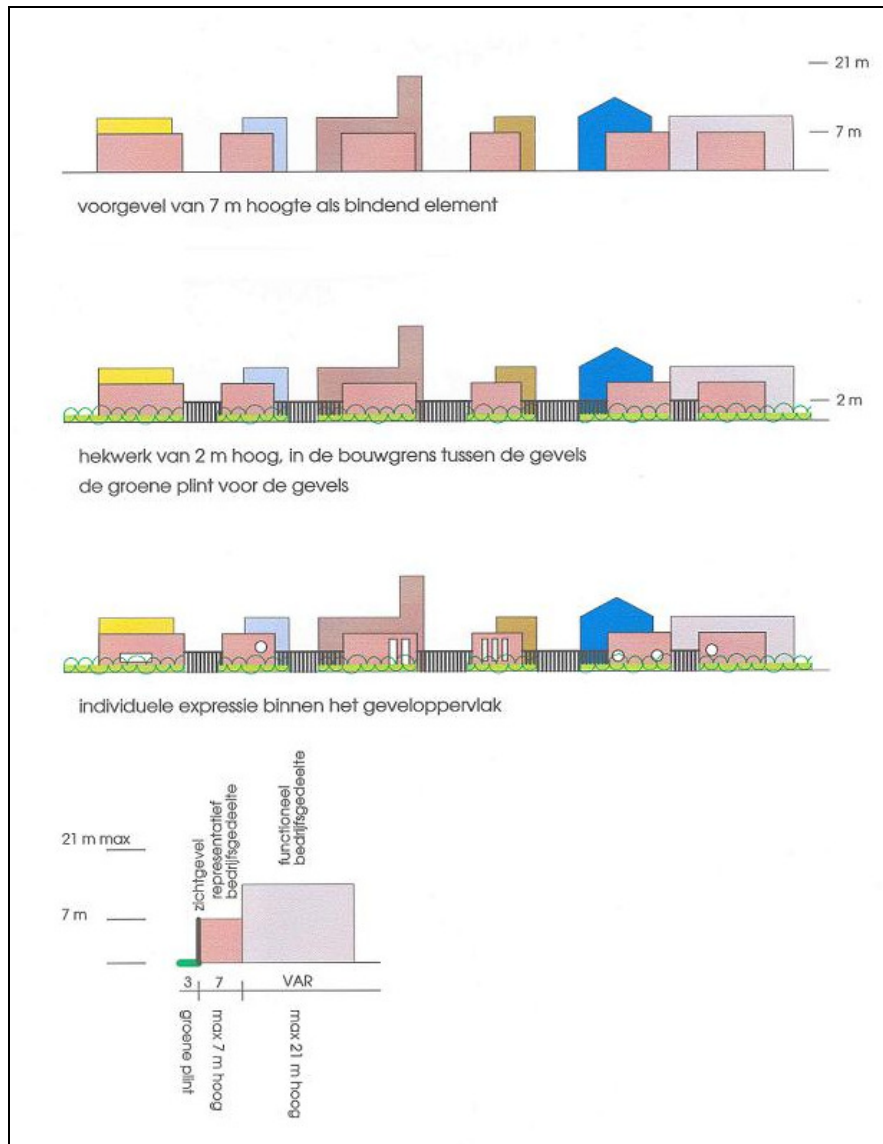 21 m
7 m
voorgevel van 7 m hoogte als bindend element
2 m
hekwerk van 2 m hoog, in de bouwgrens tussen de gevels
de groene plint voor de gevels
individuele expressie binnen het geveloppervlak
zichtgevel
representatief
bedrijfsgedeelte
functioneel
bedrijfsgedeelte
21 m max
7 m
3
7
VAR
groene plint
max 7 m hoog
max 21 m hoog